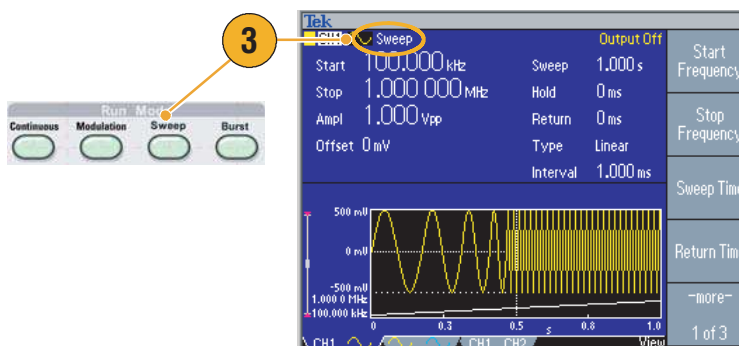 3
Run Mod
Continuous Modulation Sweep Burst
Tek
CH1 Sweep Output Off
Start 100.000 kHz Sweep 1.000 s
Stop 1.000 000 MHz Hold 0 ms
Ampl 1.000 Vpp Return 0 ms
Offset 0 mV Type Linear
Interval 1.000 ms
500 mV
0 mV
-500 mV
1.000 0 MHz
100.000 kHz
0 0.3 0.5 s 0.8 1.0
CH1 CH1 CH2 View
Start
Frequency
Stop
Frequency
Sweep Time
Return Tim
-more-
1 of 3